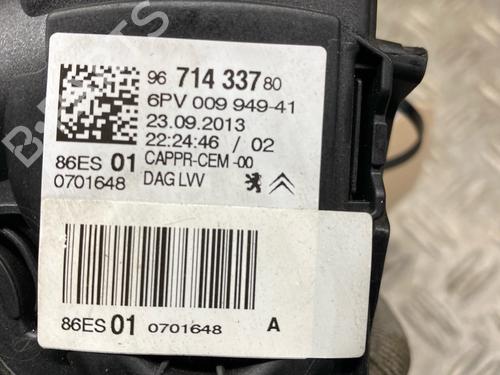 96 714 337 80
6PV 009 949-41
23.09.2013
22:24:46 / 02
86ES 01 CAPPR-CEM -00
0701648 DAG LVV
86ES 01 0701648 A